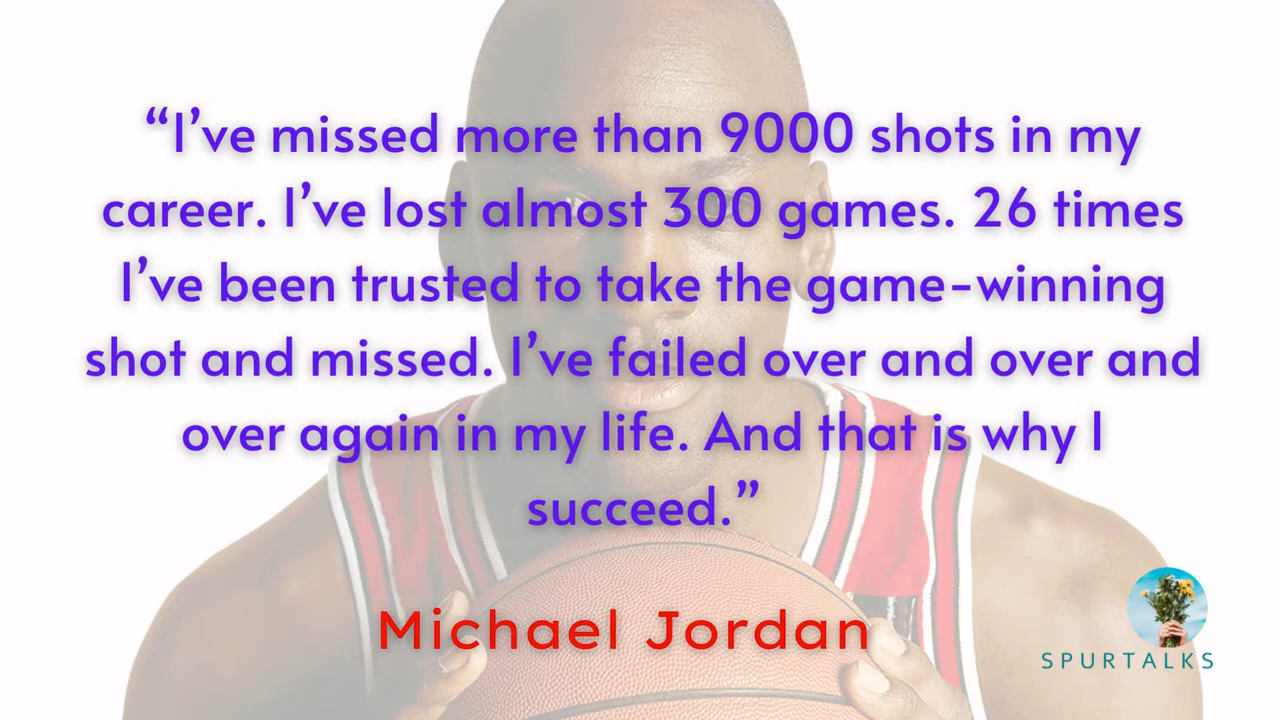 “I’ve missed more than 9000 shots in my
career. I’ve lost almost 300 games. 26 times
I’ve been trusted to take the game-winning
shot and missed. I’ve failed over and over and
over again in my life. And that is why I
succeed.”
Michael Jordan
SPURTALKS